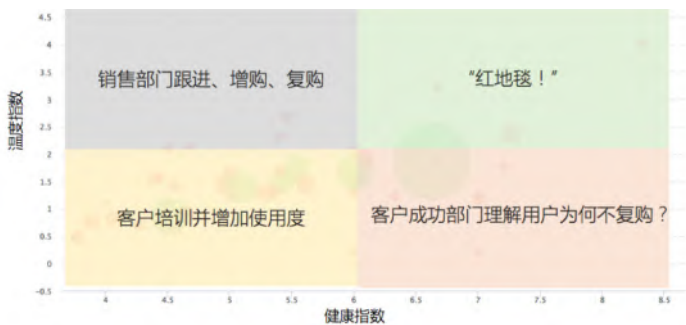 4.5
4
3.5
3
2.5
2
1.5
1
0.5
0
-0.5
温度指数
销售部门跟进、增购、复购
“红地毯！”
客户培训并增加使用度
客户成功部门理解用户为何不复购？
4 4.5 5 5.5 6 6.5 7 7.5 8 8.5
健康指数